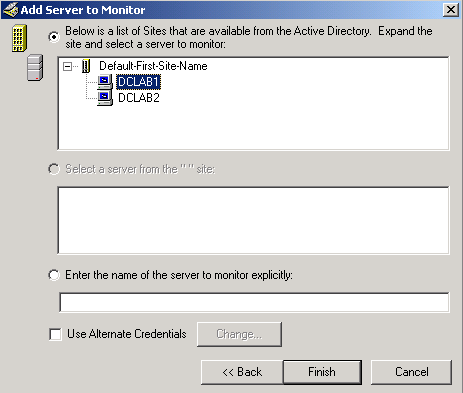 Add Server to Monitor
Below is a list of Sites that are available from the Active Directory. Expand the
site and select a server to monitor:
Default-First-Site-Name
DCLAB1
DCLAB2
Select a server from the " " site:
Enter the name of the server to monitor explicitly:
Use Alternate Credentials
Change...
<< Back
Finish
Cancel